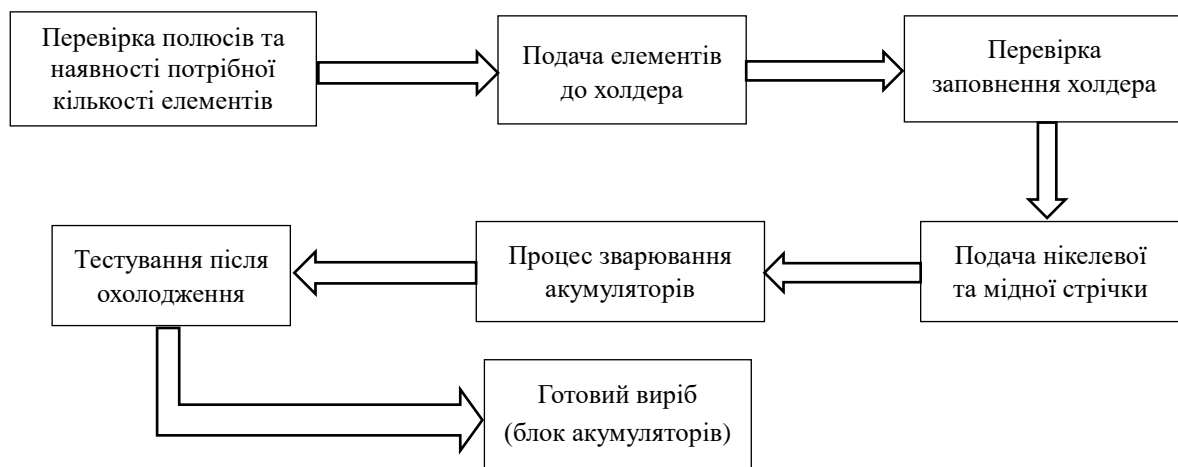 Перевірка полюсів та
наявності потрібної
кількості елементів
Подача елементів
до холдера
Перевірка
заповнення холдера
Подача нікелевої
та мідної стрічки
Процес зварювання
акумуляторів
Тестування після
охолодження
Готовий виріб
(блок акумуляторів)